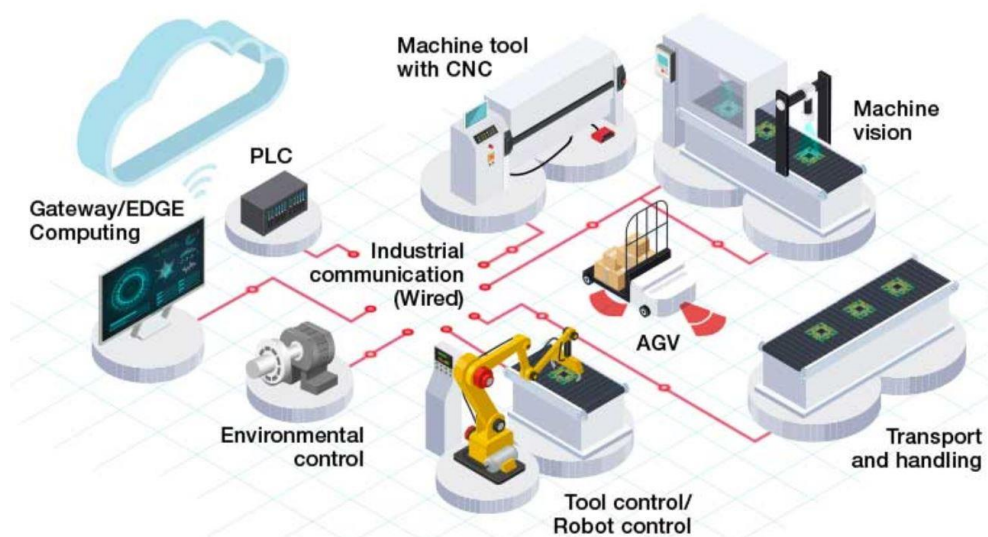 Machine tool
with CNC
Machine
vision
PLC
Gateway/EDGE
Computing
Industrial
communication
(Wired)
AGV
Environmental
control
Transport
and handling
Tool control/
Robot control